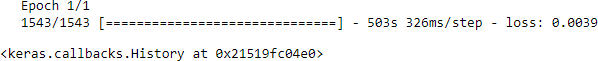 Epoch 1/1
1543/1543 [==============================] - 503s 326ms/step - loss: 0.0039
<keras.callbacks.History at 0x21519fc04e0>